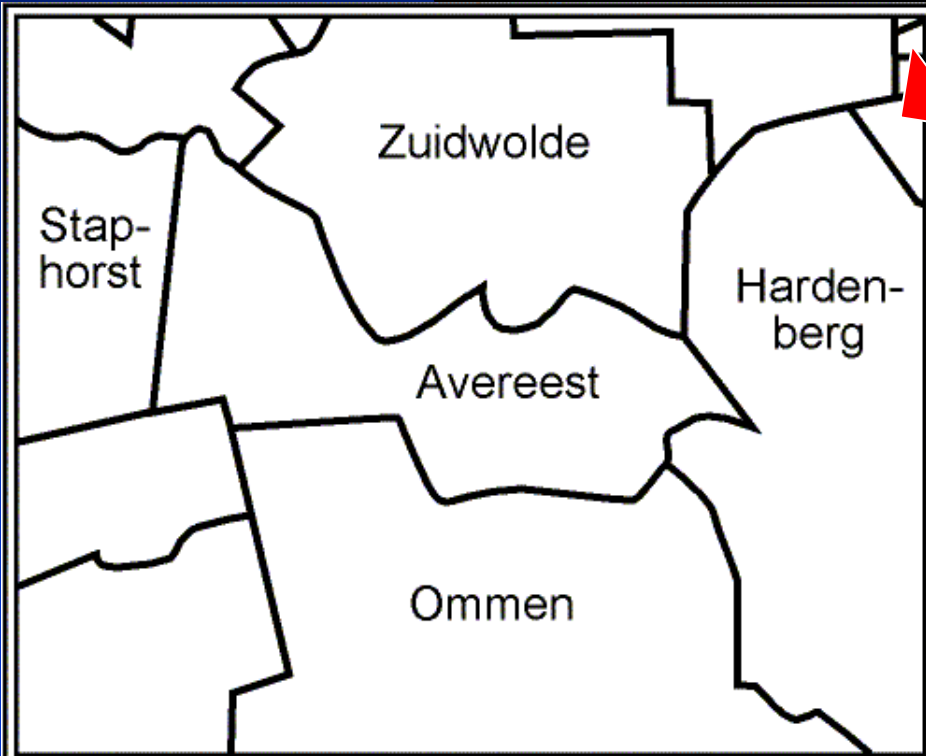 Zuidwolde
Stap-
horst
Harden-
berg
Avereest
Ommen